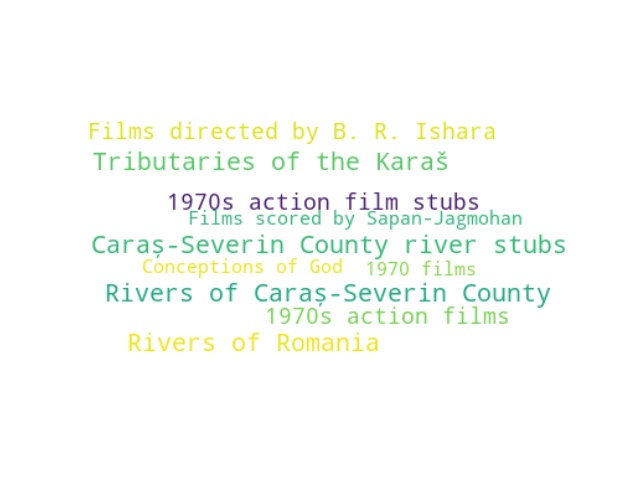 Films directed by B. R. Ishara
Tributaries of the Karaš
1970s action film stubs
Films scored by Sapan-Jagmohan
Caraș-Severin County river stubs
Conceptions of God 1970 films
Rivers of Caraș-Severin County
1970s action films
Rivers of Romania